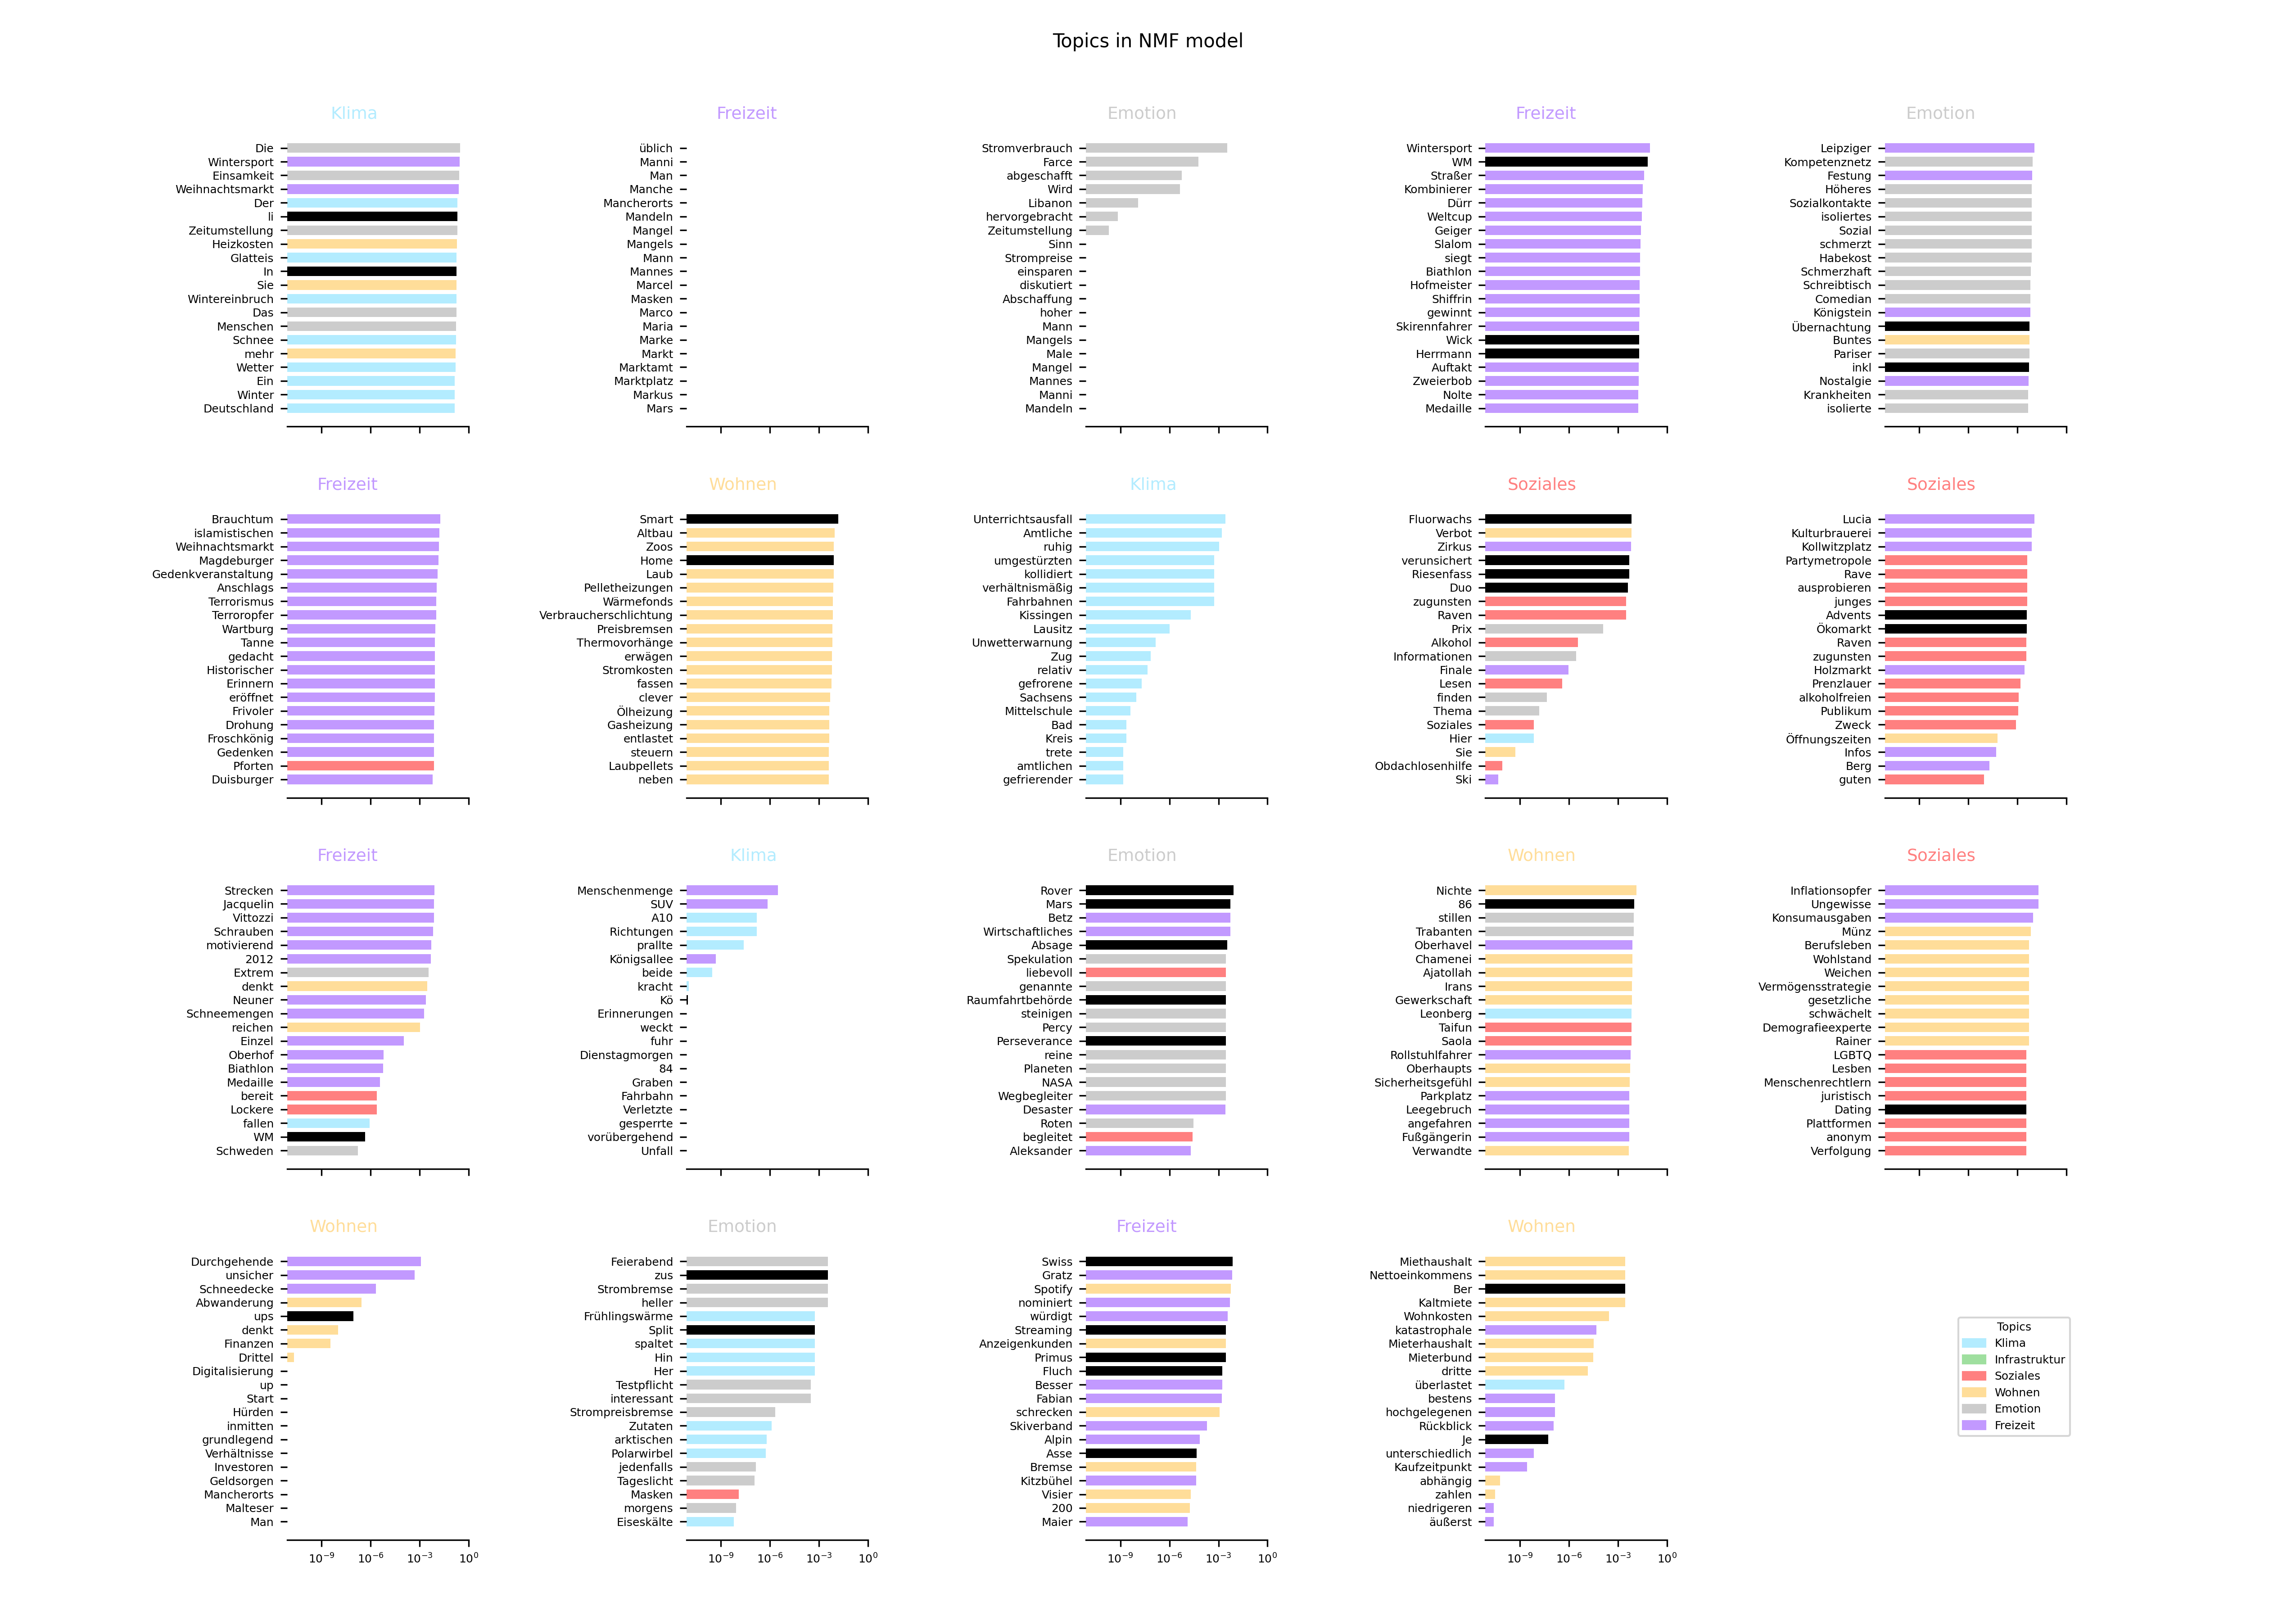 Topics in NMF model
Klima
Die
Wintersport
Einsamkeit
Weihnachtsmarkt
Der
li
Zeitumstellung
Heizkosten
Glatteis
In
Sie
Wintereinbruch
Das
Menschen
Schnee
mehr
Wetter
Ein
Winter
Deutschland
Freizeit
üblich
Manni
Man
Manche
Mancherorts
Mandeln
Mangel
Mangels
Mann
Mannes
Marcel
Masken
Marco
Maria
Marke
Markt
Marktamt
Marktplatz
Markus
Mars
Emotion
Stromverbrauch
Farce
abgeschafft
Wird
Libanon
hervorgebracht
Zeitumstellung
Sinn
Strompreise
einsparen
diskutiert
Abschaffung
hoher
Mann
Mangels
Male
Mangel
Mannes
Manni
Mandeln
Freizeit
Wintersport
WM
Straßer
Kombinierer
Dürr
Weltcup
Geiger
Slalom
siegt
Biathlon
Hofmeister
Shiffrin
gewinnt
Skirennfahrer
Wick
Herrmann
Auftakt
Zweierbob
Nolte
Medaille
Emotion
Leipziger
Kompetenznetz
Festung
Höheres
Sozialkontakte
isoliertes
Sozial
schmerzt
Habekost
Schmerzhaft
Schreibtisch
Comedian
Königstein
Übernachtung
Buntes
Pariser
inkl
Nostalgie
Krankheiten
isolierte
Freizeit
Brauchtum
islamistischen
Weihnachtsmarkt
Magdeburger
Gedenkveranstaltung
Anschlags
Terrorismus
Terroropfer
Wartburg
Tanne
gedacht
Historischer
Erinnern
eröffnet
Frivoler
Drohung
Froschkönig
Gedenken
Pforten
Duisburger
Wohnen
Smart
Altbau
Zoos
Home
Laub
Pelletheizungen
Wärmefonds
Verbraucherschlichtung
Preisbremsen
Thermovorhänge
erwägen
Stromkosten
fassen
clever
Ölheizung
Gasheizung
entlastet
steuern
Laubpellets
neben
Klima
Unterrichtsausfall
Amtliche
ruhig
umgestürzten
kollidiert
verhältnismäßig
Fahrbahnen
Kissingen
Lausitz
Unwetterwarnung
Zug
relativ
gefrorene
Sachsens
Mittelschule
Bad
Kreis
trete
amtlichen
gefrierender
Soziales
Fluorwachs
Verbot
Zirkus
verunsichert
Riesenfass
Duo
zugunsten
Raven
Prix
Alkohol
Informationen
Finale
Lesen
finden
Thema
Soziales
Hier
Sie
Obdachlosenhilfe
Ski
Soziales
Lucia
Kulturbrauerei
Kollwitzplatz
Partymetropole
Rave
ausprobieren
junges
Advents
Ökomarkt
Raven
zugunsten
Holzmarkt
Prenzlauer
alkoholfreien
Publikum
Zweck
Öffnungszeiten
Infos
Berg
guten
Freizeit
Strecken
Jacquelin
Vittozzi
Schrauben
motivierend
2012
Extrem
denkt
Neuner
Schneemengen
reichen
Einzel
Oberhof
Biathlon
Medaille
bereit
Lockere
fallen
WM
Schweden
Klima
Menschenmenge
SUV
A10
Richtungen
prallte
Königsallee
beide
kracht
Kö
Erinnerungen
weckt
fuhr
Dienstagmorgen
84
Graben
Fahrbahn
Verletzte
gesperrte
vorübergehend
Unfall
Emotion
Rover
Mars
Betz
Wirtschaftliches
Absage
Spekulation
liebevoll
genannte
Raumfahrtbehörde
steinigen
Percy
Perseverance
reine
Planeten
NASA
Wegbegleiter
Desaster
Roten
begleitet
Aleksander
Wohnen
Nichte
86
stillen
Trabanten
Oberhavel
Chamenei
Ajatollah
Irans
Gewerkschaft
Leonberg
Taifun
Saola
Rollstuhlfahrer
Oberhaupts
Sicherheitsgefühl
Parkplatz
Leegebruch
angefahren
Fußgängerin
Verwandte
Soziales
Inflationsopfer
Ungewisse
Konsumausgaben
Münz
Berufsleben
Wohlstand
Weichen
Vermögensstrategie
gesetzliche
schwächelt
Demografieexperte
Rainer
LGBTQ
Lesben
Menschenrechtlern
juristisch
Dating
Plattformen
anonym
Verfolgung
Wohnen
Durchgehende
unsicher
Schneedecke
Abwanderung
ups
denkt
Finanzen
Drittel
Digitalisierung
up
Start
Hürden
inmitten
grundlegend
Verhältnisse
Investoren
Geldsorgen
Mancherorts
Malteser
Man
10⁻⁹ 10⁻⁶ 10⁻³ 10⁰
Emotion
Feierabend
zus
Strombremse
heller
Frühlingswärme
Split
spaltet
Hin
Her
Testpflicht
interessant
Strompreisbremse
Zutaten
arktischen
Polarwirbel
jedenfalls
Tageslicht
Masken
morgens
Eiseskälte
10⁻⁹ 10⁻⁶ 10⁻³ 10⁰
Freizeit
Swiss
Gratz
Spotify
nominiert
würdigt
Streaming
Anzeigenkunden
Primus
Fluch
Besser
Fabian
schrecken
Skiverband
Alpin
Asse
Bremse
Kitzbühel
Visier
200
Maier
10⁻⁹ 10⁻⁶ 10⁻³ 10⁰
Wohnen
Miethaushalt
Nettoeinkommens
Ber
Kaltmiete
Wohnkosten
katastrophale
Mieterhaushalt
Mieterbund
dritte
überlastet
bestens
hochgelegenen
Rückblick
Je
unterschiedlich
Kaufzeitpunkt
abhängig
zahlen
niedrigeren
äußerst
10⁻⁹ 10⁻⁶ 10⁻³ 10⁰
Topics
Klima
Infrastruktur
Soziales
Wohnen
Emotion
Freizeit